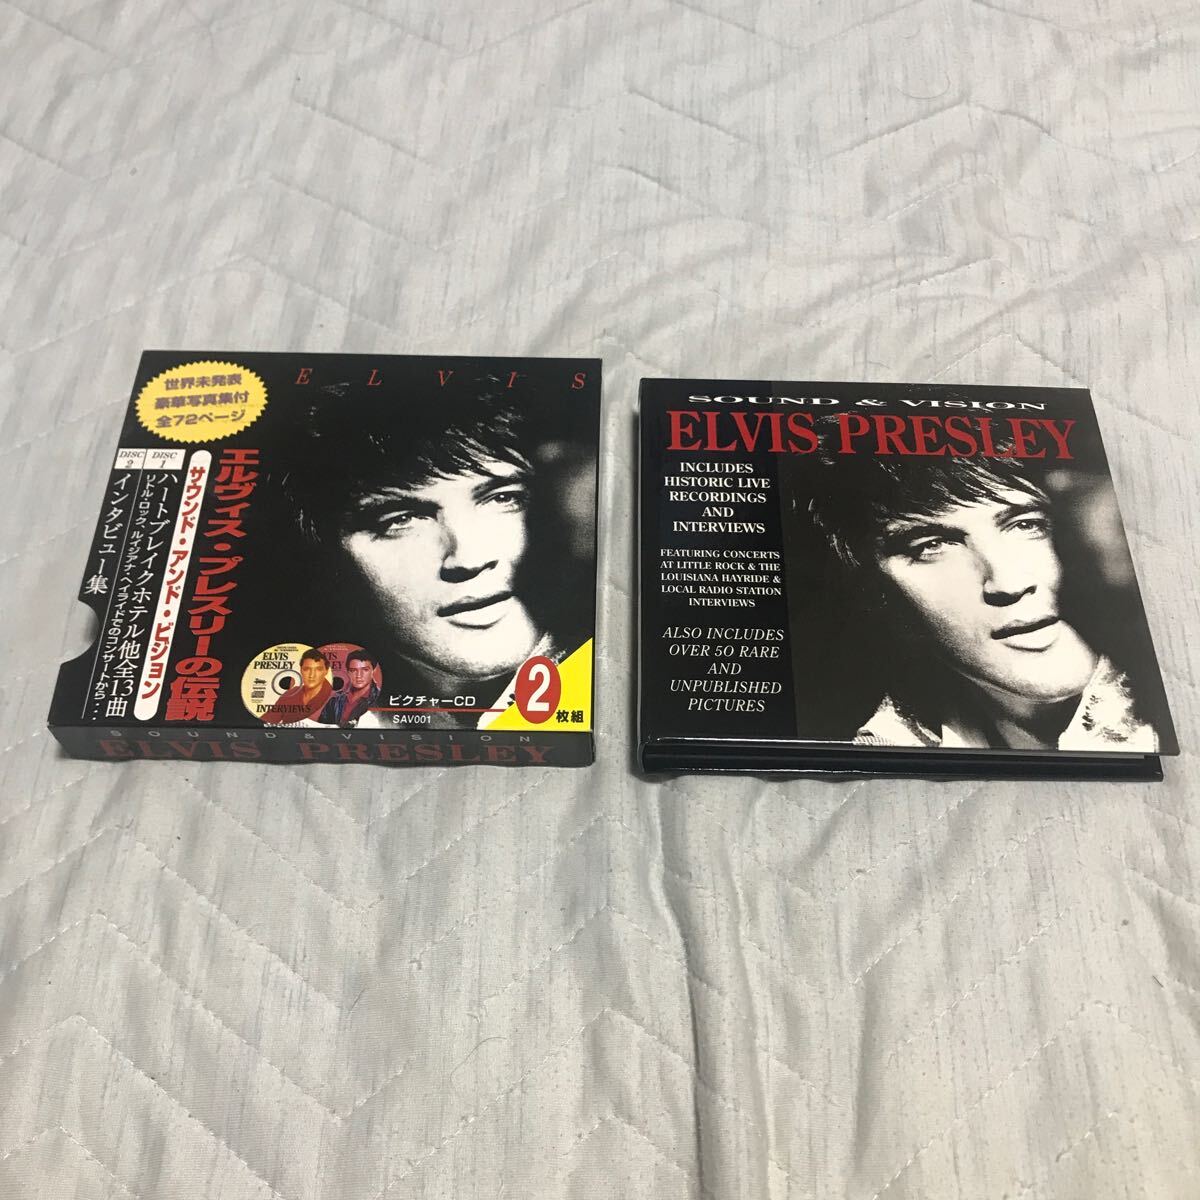 世界未発表
豪華写真集付
全72ページ
ELVIS
エルヴィス・プレスリーの伝説
サウンド・アンド・ビジョン
DISC 1
ハートブレイクホテル他全13曲
リトル・ロック、ルイジアナ・ヘイライドでのコンサートから‥
DISC 2
インタビュー集
ELVIS
PRESLEY
INTERVIEWS
ピクチャーCD
SAV001
2
枚組
SOUND & VISION
ELVIS PRESLEY
SOUND & VISION
ELVIS PRESLEY
INCLUDES
HISTORIC LIVE
RECORDINGS
AND
INTERVIEWS
FEATURING CONCERTS
AT LITTLE ROCK & THE
LOUISIANA HAYRIDE &
LOCAL RADIO STATION
INTERVIEWS
ALSO INCLUDES
OVER 50 RARE
AND
UNPUBLISHED
PICTURES